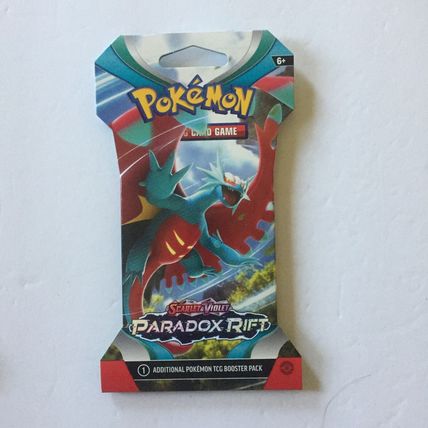 6+
POKÉMON
G CARD GAME
SCARLET & VIOLET
PARADOX RIFT
1 ADDITIONAL POKÉMON TCG BOOSTER PACK